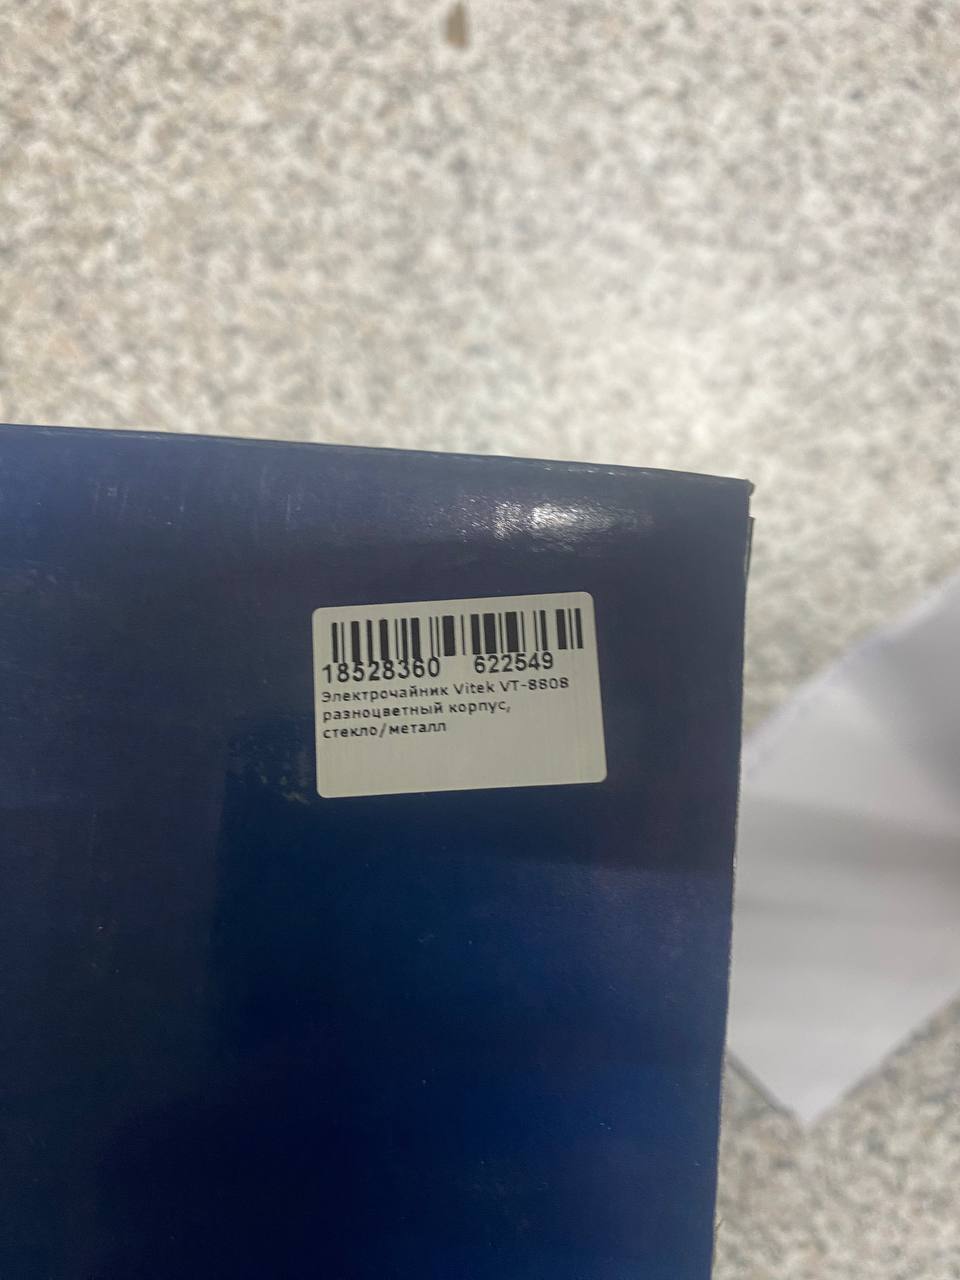 18528360 622549
Электрочайник Vitek VT-8808
разноцветный корпус,
стекло/металл